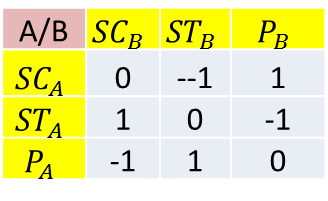 A/B SC_B ST_B P_B
SC_A 0 --1 1
ST_A 1 0 -1
P_A -1 1 0